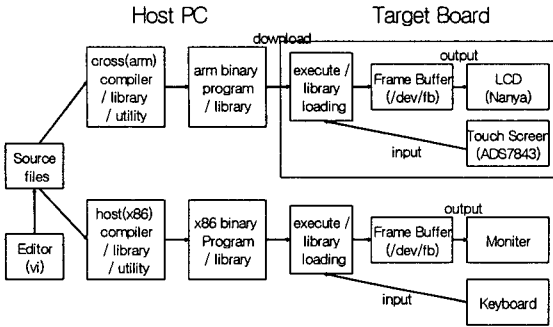 Host PC
Target Board
download
cross(arm)
compiler
/ library
/ utility
arm binary
program
/ library
execute /
library
loading
output
Frame Buffer
(/dev/fb)
LCD
(Nanya)
input
Touch Screen
(ADS7843)
Source
files
Editor
(vi)
host(x86)
compiler
/ library
/ utility
x86 binary
Program
/ library
execute /
library
loading
output
Frame Buffer
(/dev/fb)
Moniter
input
Keyboard